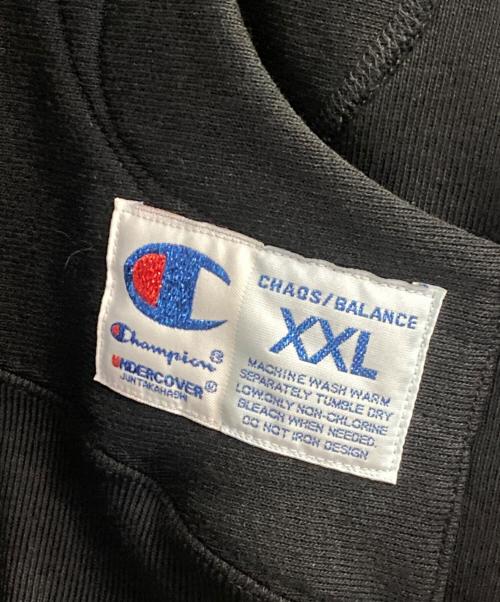 Champion®
UNDERCOVER®
JUNTAKAHASHI
CHAOS/BALANCE
XXL
MACHINE WASH WARM
SEPARATELY TUMBLE DRY
LOW.ONLY NON-CHLORINE
BLEACH WHEN NEEDED.
DO NOT IRON DESIGN